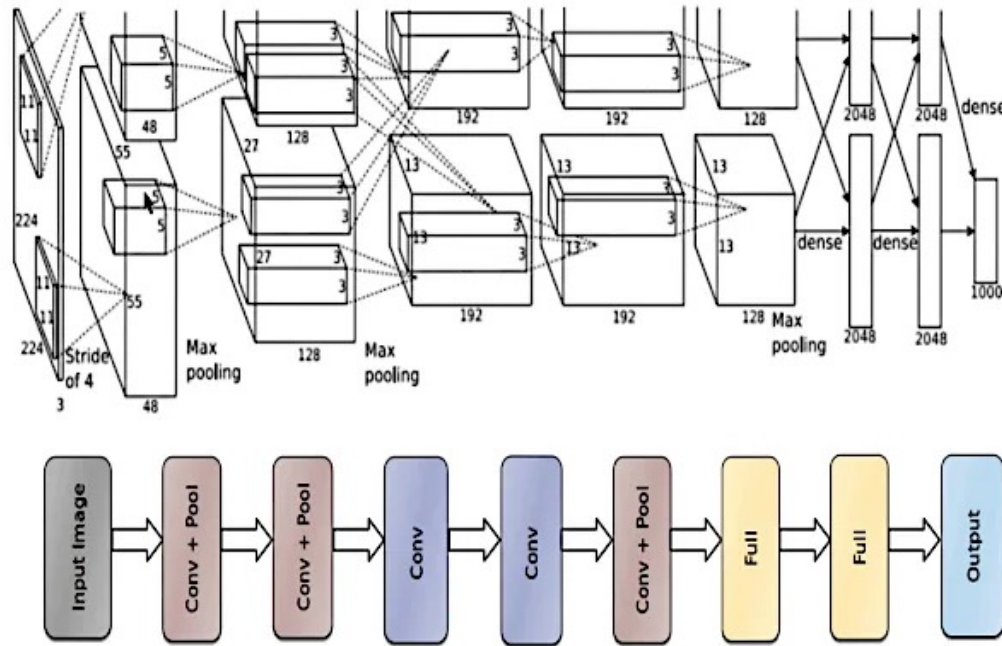 11
11
224
11
11
224
3
Stride
of 4
5
5
48
55
5
5
55
48
Max
pooling
3
3
128
27
3
3
27
3
3
128
Max
pooling
3
3
192
13
3
13
3
192
3
3
192
13
3
3
13
192
128
13
13
128
Max
pooling
dense
2048
2048
dense
2048
2048
dense
1000
Input Image
Conv + Pool
Conv + Pool
Conv
Conv
Conv + Pool
Full
Full
Output